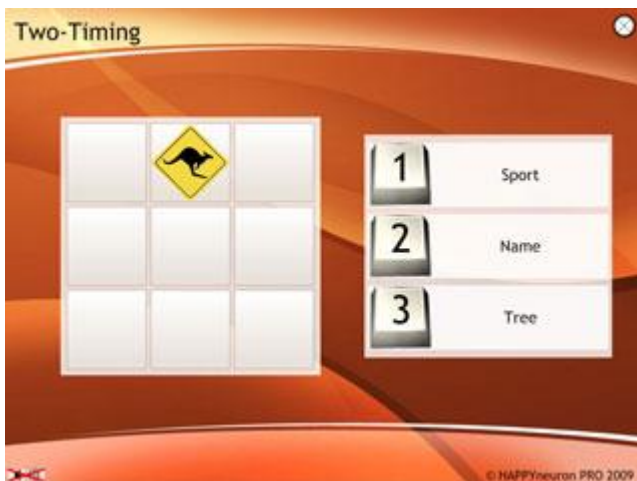 Two-Timing
1 Sport
2 Name
3 Tree
© HAPPYneuron PRO 2009